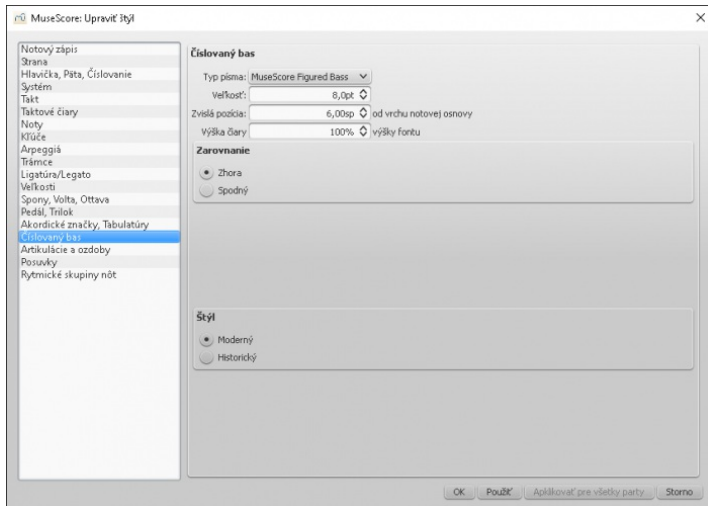 MuseScore: Upraviť štýl
Notový zápis
Strana
Hlavička, Päta, Číslovanie
Systém
Takt
Taktové čiary
Noty
Kľúče
Arpeggiá
Trámce
Ligatúra/Legato
Veľkosti
Spony, Volta, Ottava
Pedál, Trilok
Akordické značky, Tabulatúry
Číslovaný bas
Artikulácie a ozdoby
Posuvky
Rytmické skupiny nôt
Číslovaný bas
Typ písma: MuseScore Figured Bass
Veľkosť: 8,0pt
Zvislá pozícia: 6,00sp od vrchu notovej osnovy
Výška čiary 100% výšky fontu
Zarovnanie
Zhora
Spodný
Štýl
Moderný
Historický
OK Použiť Aplikovať pre všetky party Storno